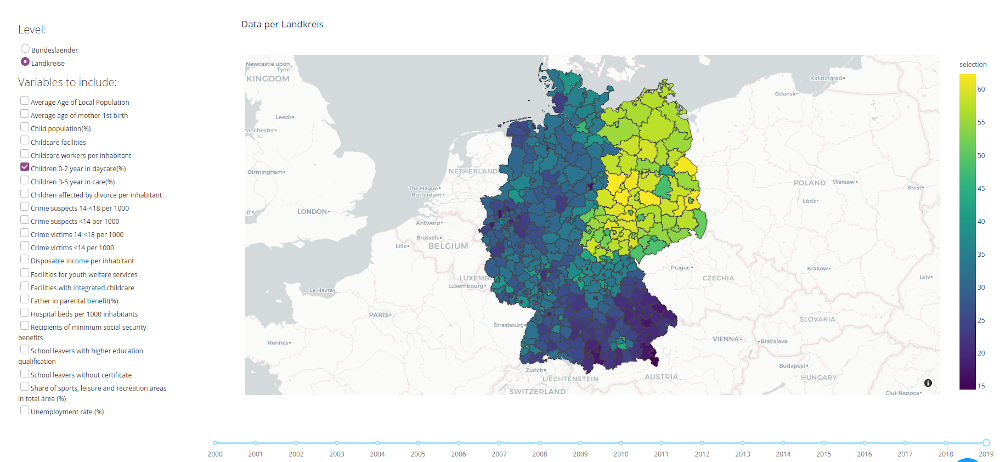 Level:
Bundeslaender
Landkreise
Variables to include:
Average Age of Local Population
Average age of mother 1st birth
Child population(%)
Childcare facilities
Childcare workers per inhabitant
Children 0-2 year in daycare(%)
Children 3-5 year in care(%)
Children affected by divorce per inhabitant
Crime suspects 14-<18 per 1000
Crime suspects <14 per 1000
Crime victims 14 <18 per 1000
Crime victims <14 per 1000
Disposable income per inhabitant
Facilities for youth welfare services
Facilities with integrated childcare
Father in parental benefit(%)
Hospital beds per 1000 inhabitants
Recipients of minimum social security
benefits
School leavers with higher education
qualification
School leavers without certificate
Share of sports, leisure and recreation areas
in total area (%)
Unemployment rate (%)
Data per Landkreis
Newcastle upon
Tyne
KINGDOM
Leeds
Birmingham
LONDON
The Hague
Rotterdam
NETHERLAND
Antwerp
Brussels
Lille
BELGIUM
LUXEM
Luxembourg
Le Havre
PARIS
Rennes
Strasbourg
Zurich
LIECHTENSTEIN
SWITZERLAND
AUSTRIA
Prague
CZECHIA
VIENNA
Bratislava
SLOVAKIA
Budapest
HUNGARY
Cluj-Napoca
Kraków
Lviv
POLAND
Warsaw
Łódź
Brest
Gdansk
Kaliningrad
selection
60
55
50
45
40
35
30
25
20
15
2000 2001 2002 2003 2004 2005 2006 2007 2008 2009 2010 2011 2012 2013 2014 2015 2016 2017 2018 2019